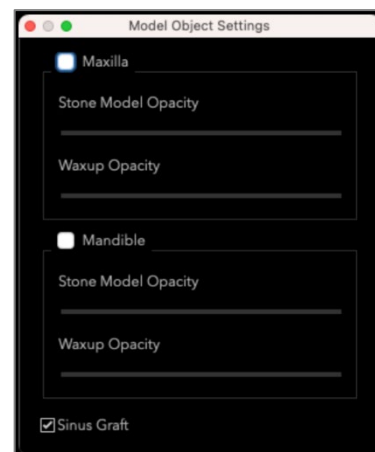 Model Object Settings
Maxilla
Stone Model Opacity
Waxup Opacity
Mandible
Stone Model Opacity
Waxup Opacity
Sinus Graft